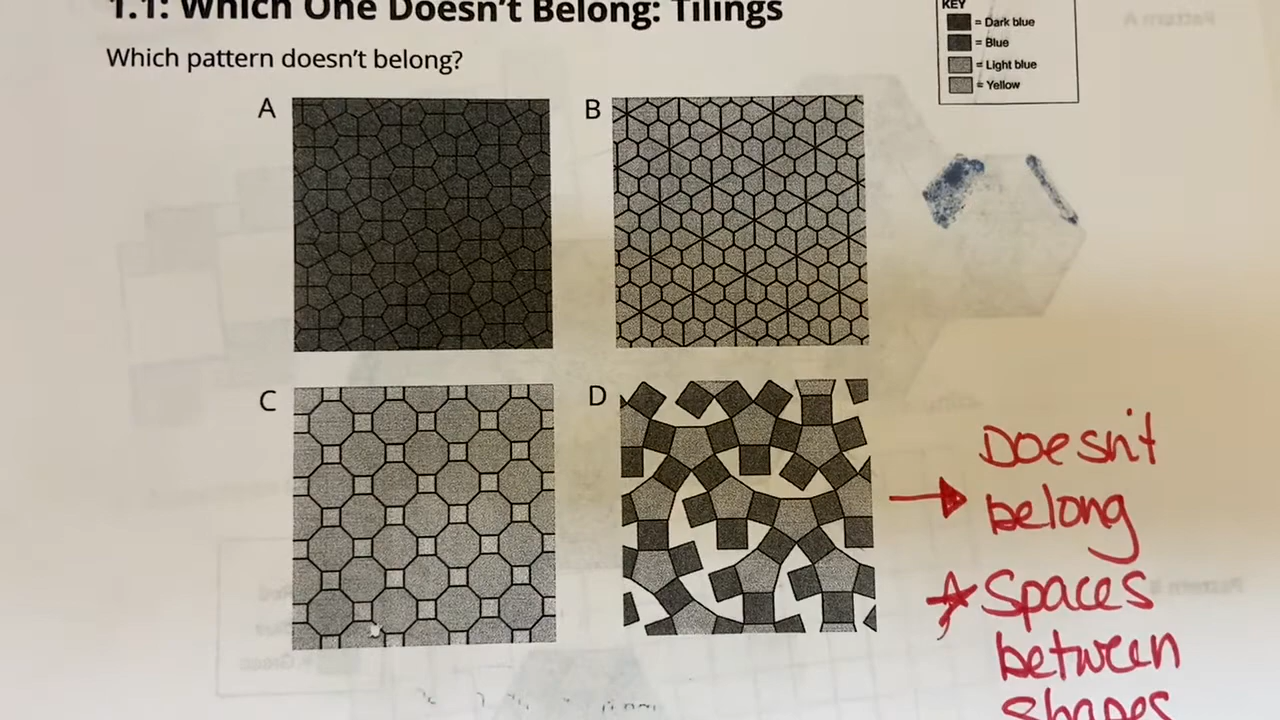 1.1: Which One Doesn't Belong: Tilings
Which pattern doesn't belong?
KEY
= Dark blue
= Blue
= Light blue
= Yellow
A
B
C
D
Doesn't
belong
Spaces
between
shapes